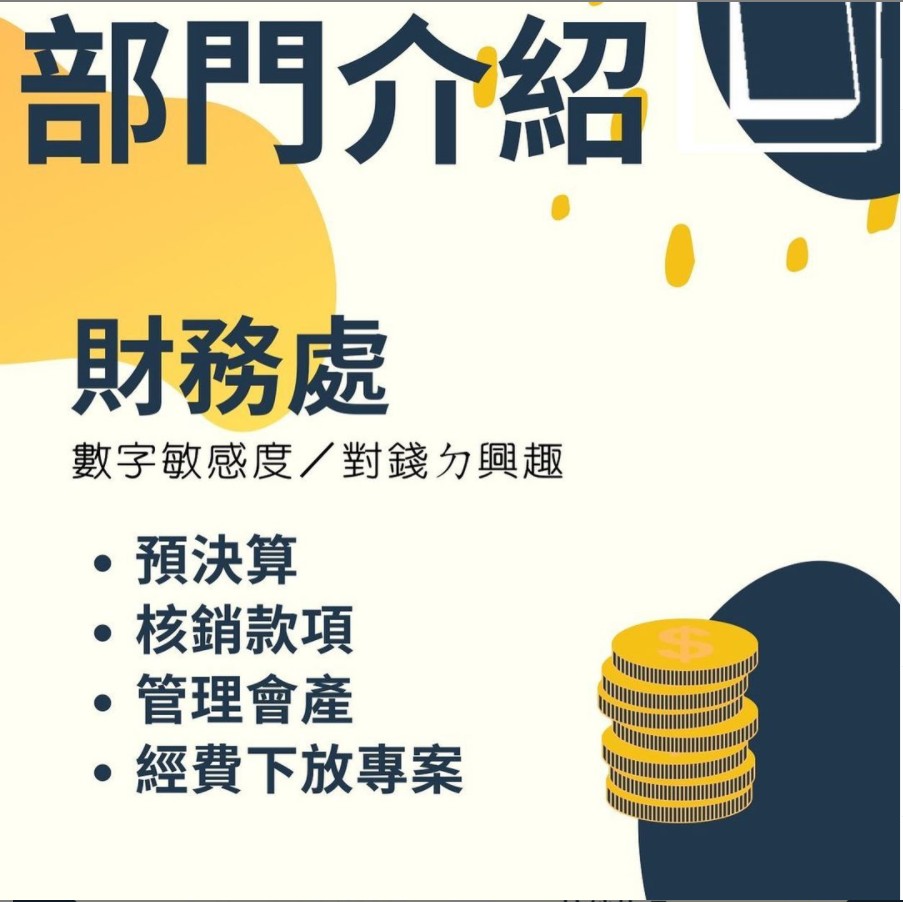 部門介紹
財務處
數字敏感度／對錢ㄉ興趣
• 預決算
• 核銷款項
• 管理會產
• 經費下放專案
$